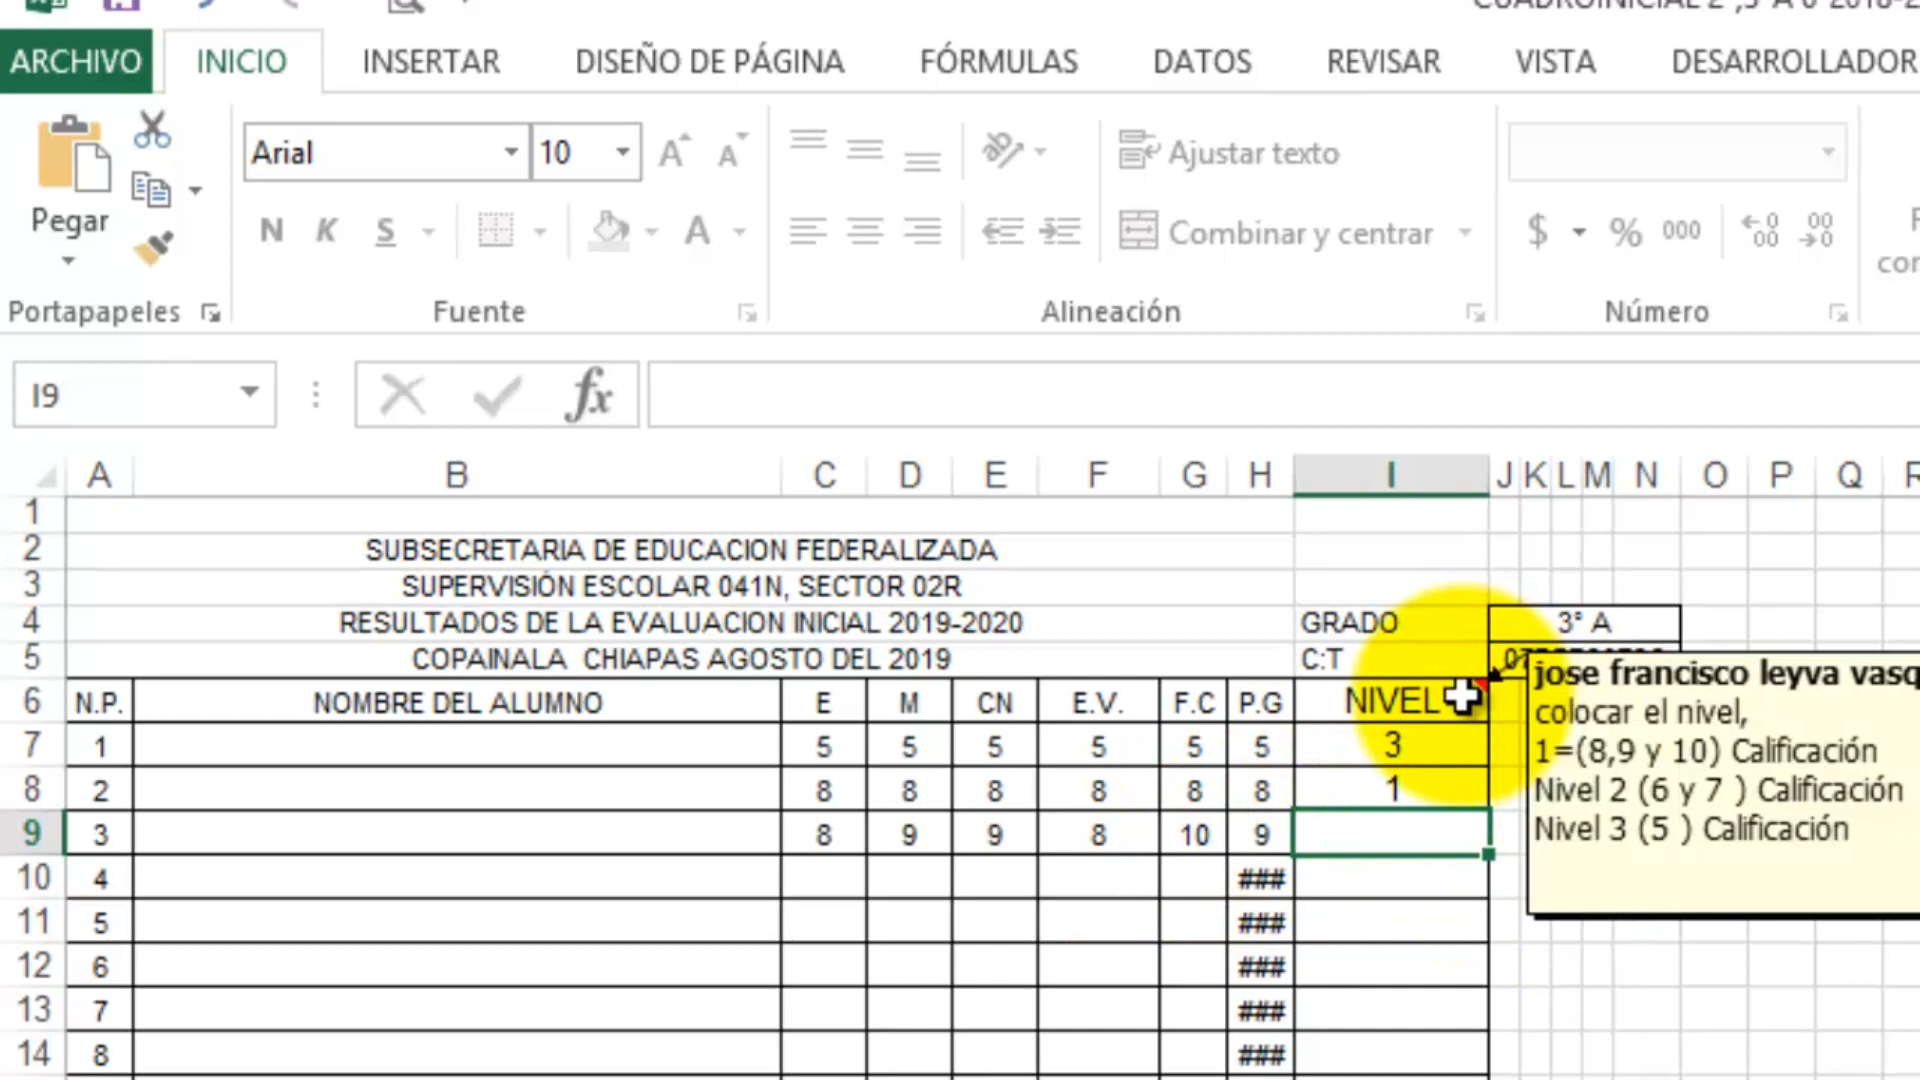 ARCHIVO INICIO INSERTAR DISEÑO DE PÁGINA FÓRMULAS DATOS REVISAR VISTA DESARROLLADOR
Arial 10 Ajustar texto
Pegar
N K S A Combinar y centrar $ % 000
Portapapeles Fuente Alineación Número
I9 fx
A B C D E F G H I J K L M N O P Q R
1
2 SUBSECRETARIA DE EDUCACION FEDERALIZADA
3 SUPERVISIÓN ESCOLAR 041N, SECTOR 02R
4 RESULTADOS DE LA EVALUACION INICIAL 2019-2020 GRADO 3° A
5 COPAINALA CHIAPAS AGOSTO DEL 2019 C:T
6 N.P. NOMBRE DEL ALUMNO E M CN E.V. F.C P.G NIVEL
7 1 5 5 5 5 5 5 3
8 2 8 8 8 8 8 8 1
9 3 8 9 9 8 10 9
10 4 ###
11 5 ###
12 6 ###
13 7 ###
14 8 ###
jose francisco leyva
colocar el nivel,
1=(8,9 y 10) Calificación
Nivel 2 (6 y 7 ) Calificación
Nivel 3 (5 ) Calificación